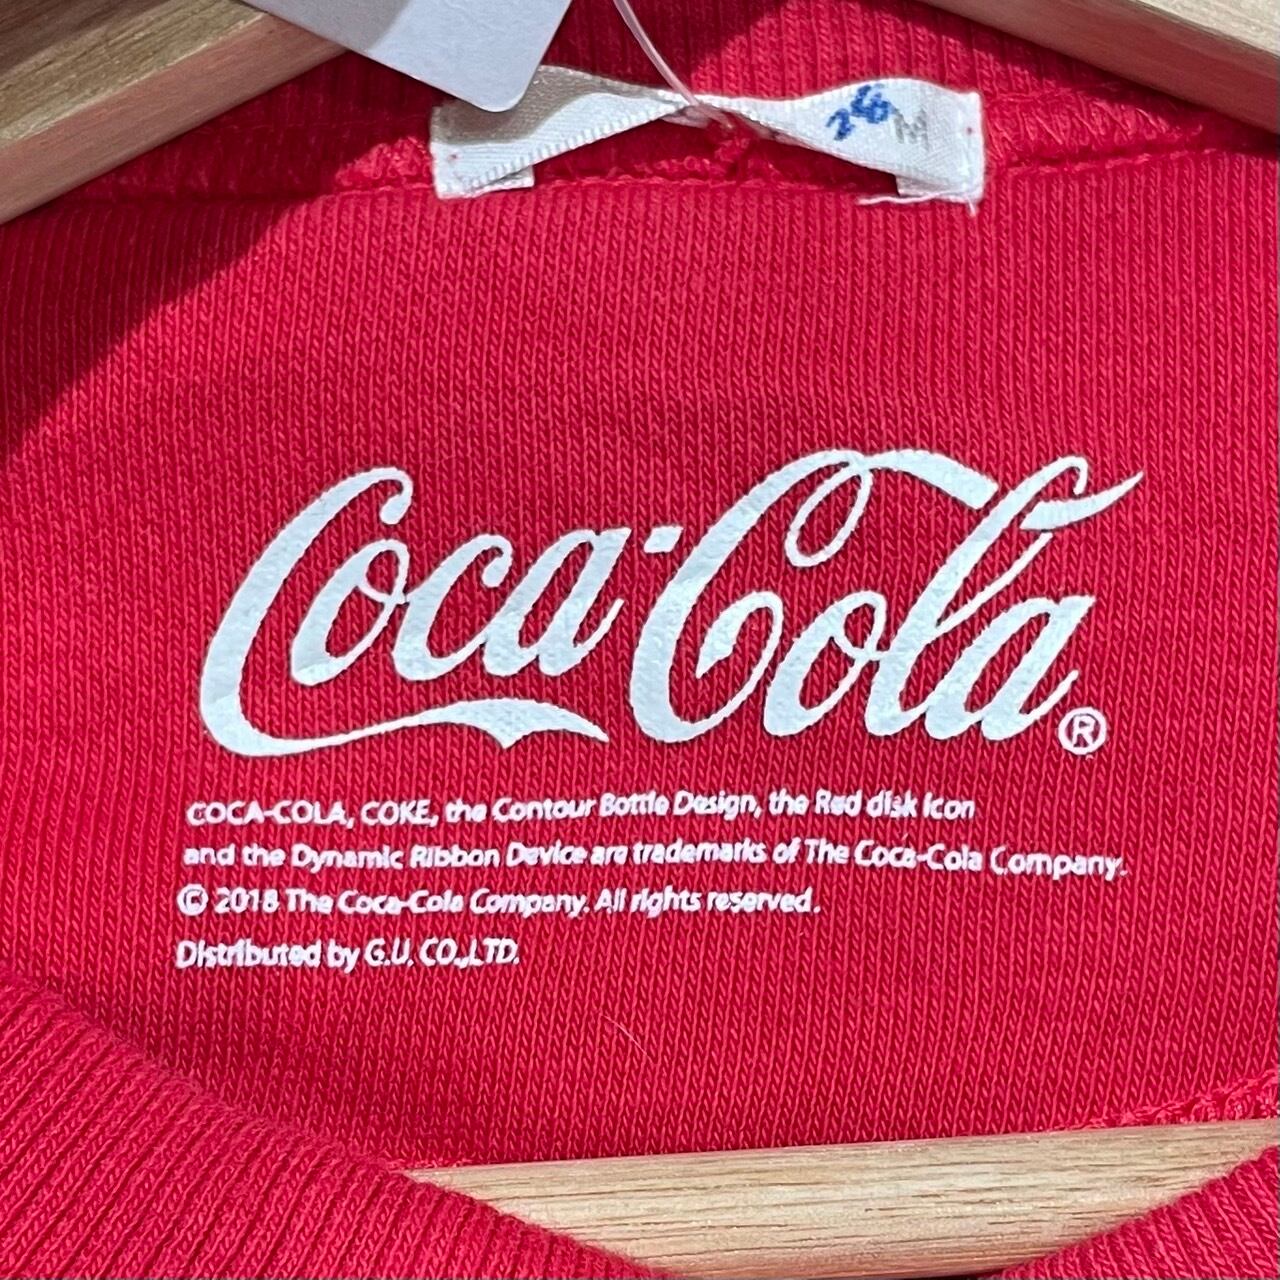 M
Coca-Cola®
COCA-COLA, COKE, the Contour Bottle Design, the Red disk Icon
and the Dynamic Ribbon Device are trademarks of The Coca-Cola Company.
© 2018 The Coca-Cola Company. All rights reserved.
Distributed by G.U. CO.,LTD.